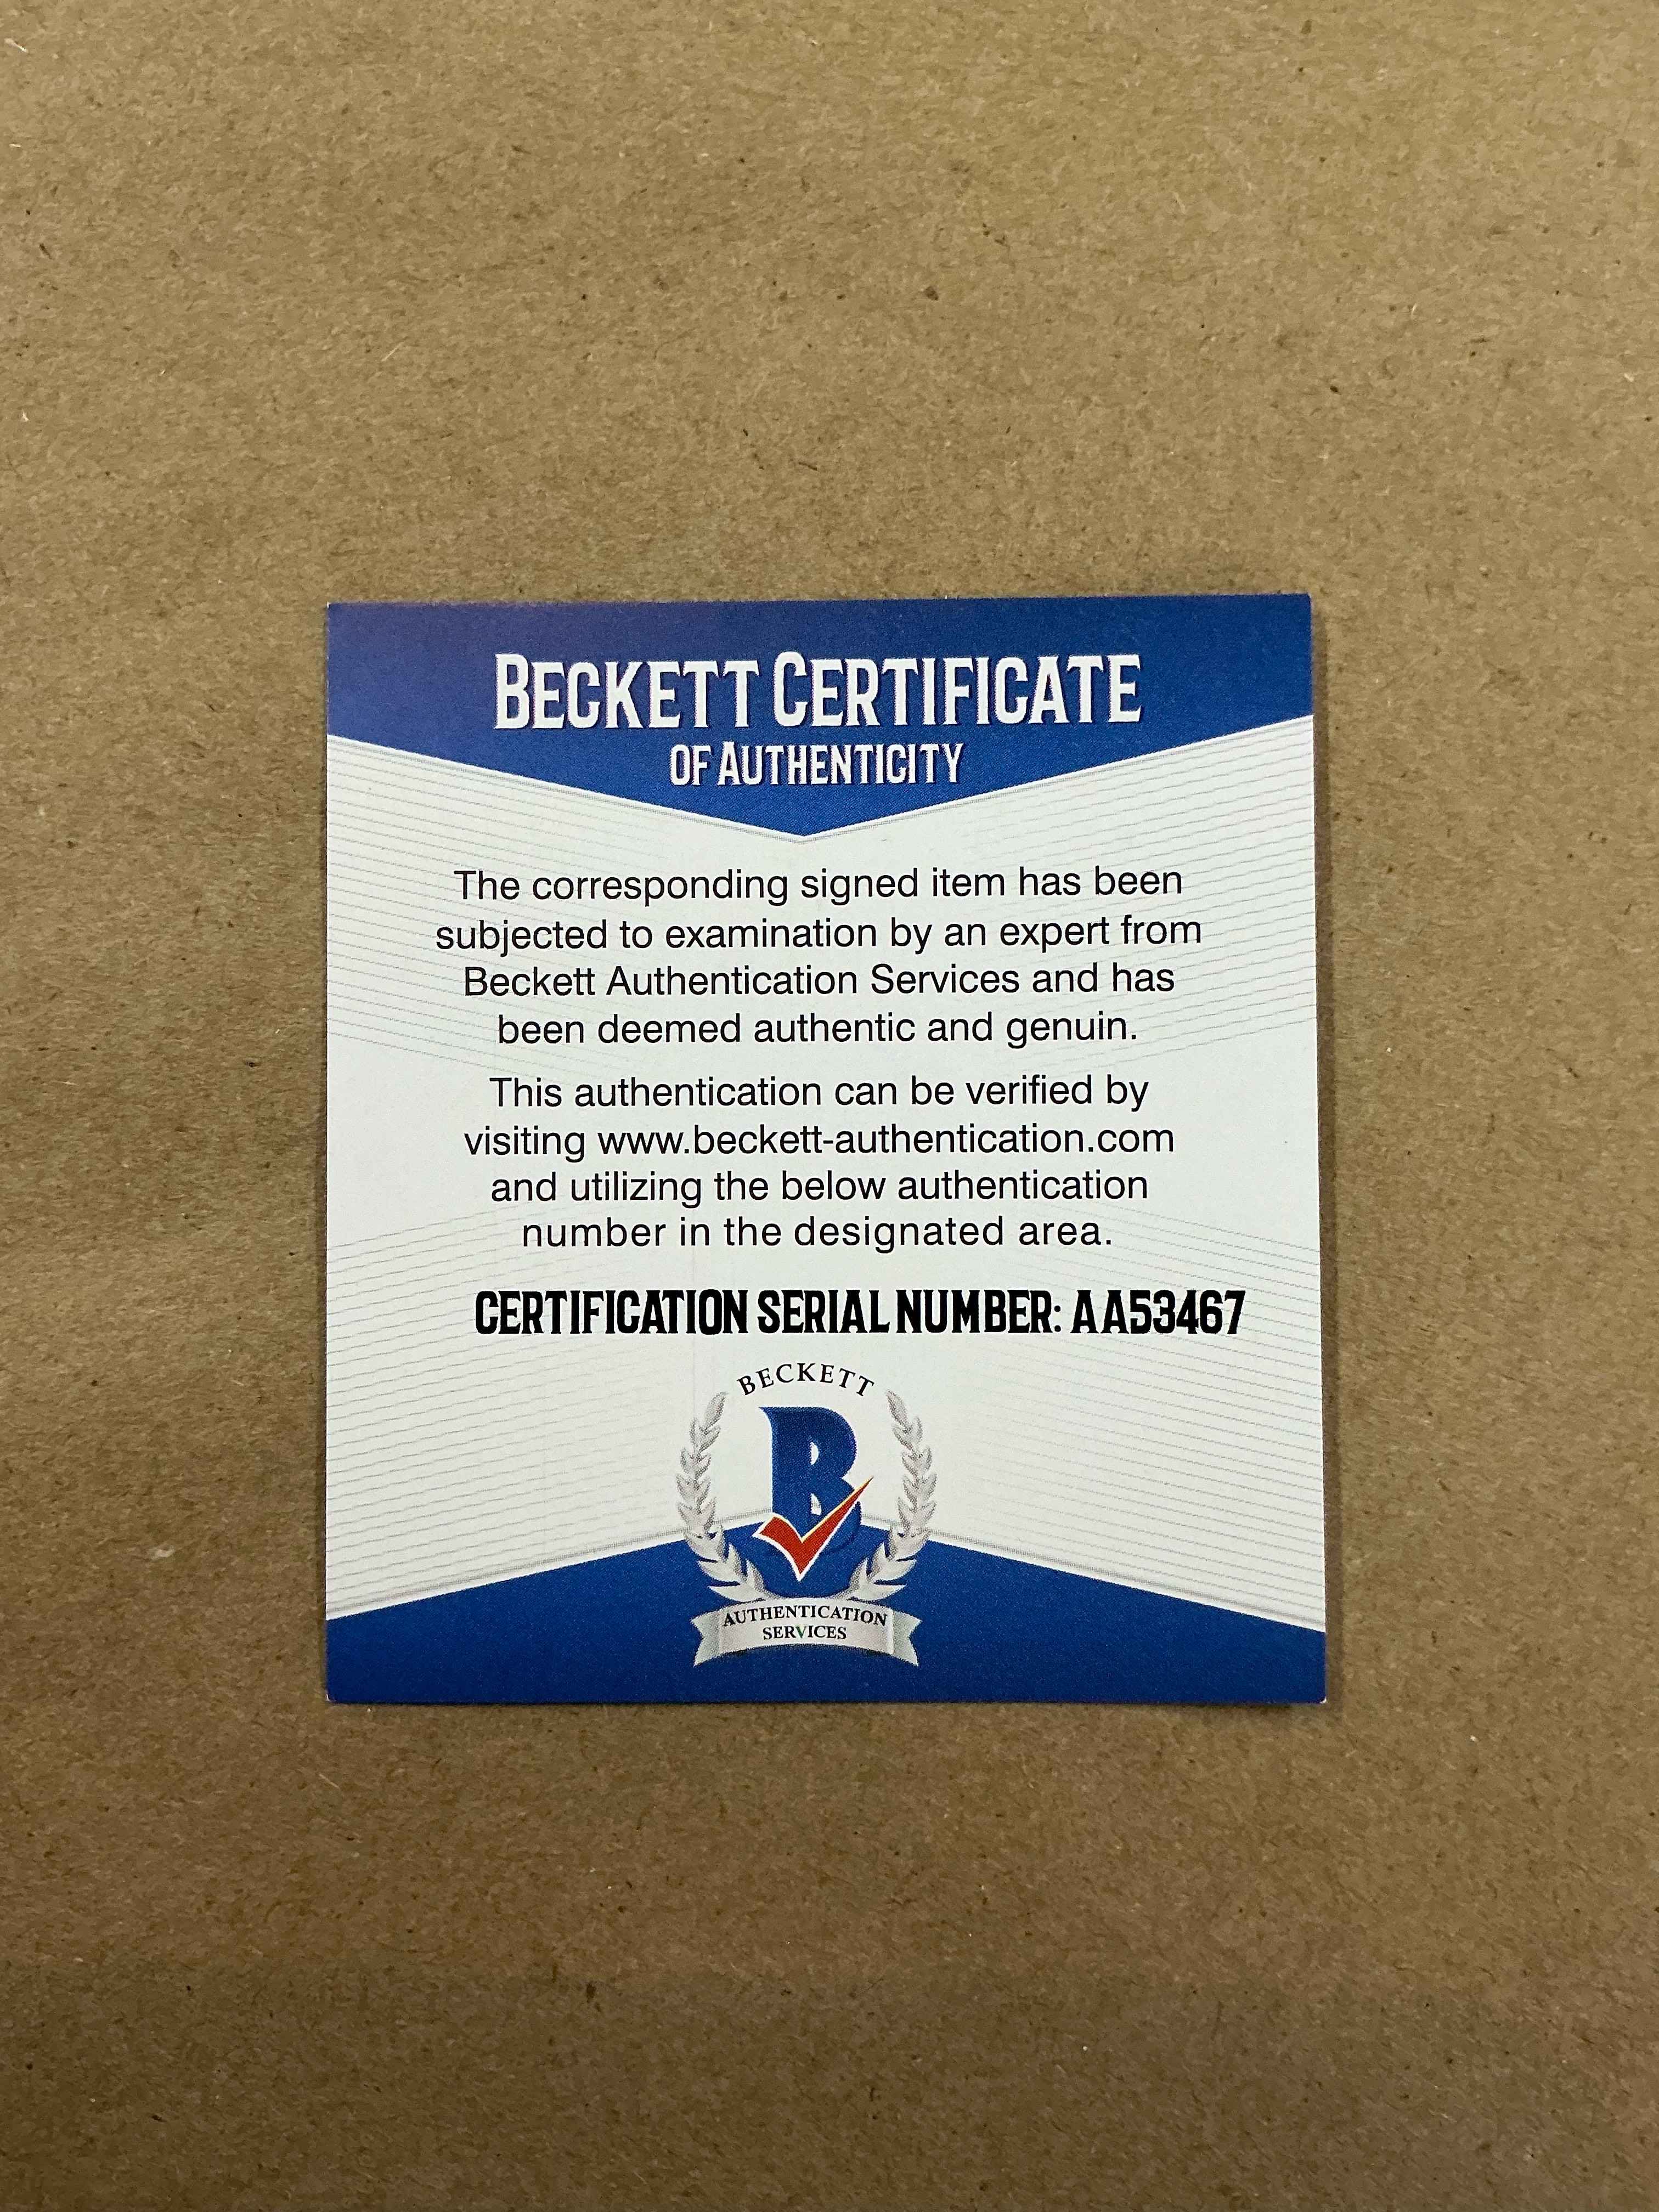 BECKETT CERTIFICATE
OF AUTHENTICITY
The corresponding signed item has been
subjected to examination by an expert from
Beckett Authentication Services and has
been deemed authentic and genuin.
This authentication can be verified by
visiting www.beckett-authentication.com
and utilizing the below authentication
number in the designated area.
CERTIFICATION SERIAL NUMBER: AA53467
BECKETT
B
AUTHENTICATION
SERVICES